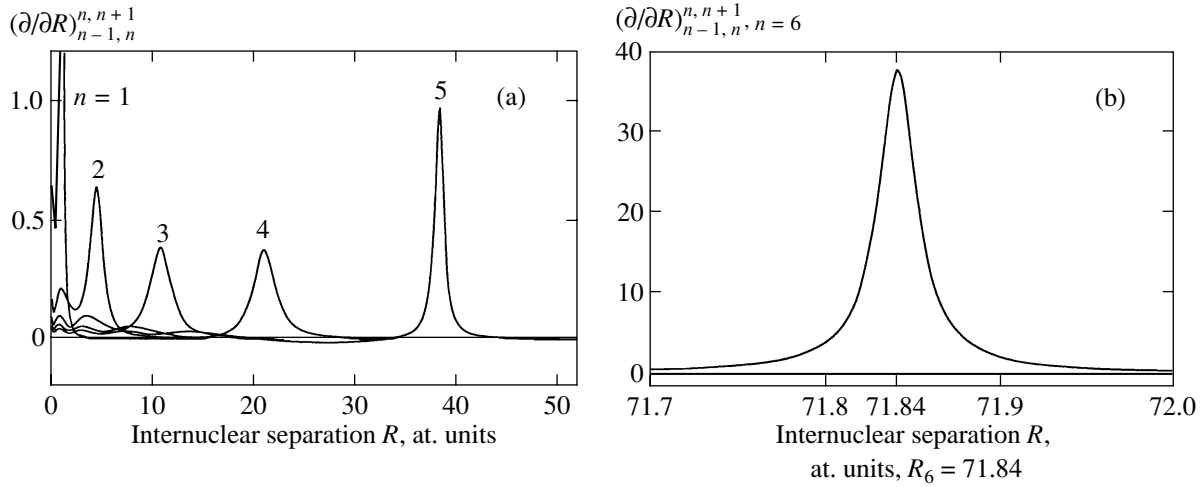 (∂/∂R)^{n, n + 1}_{n – 1, n}
1.0
0.5
0
n = 1
2
3
4
5
(a)
0 10 20 30 40 50
Internuclear separation R, at. units
(∂/∂R)^{n, n + 1}_{n – 1, n}, n = 6
40
30
20
10
0
(b)
71.7 71.8 71.84 71.9 72.0
Internuclear separation R,
at. units, R₆ = 71.84